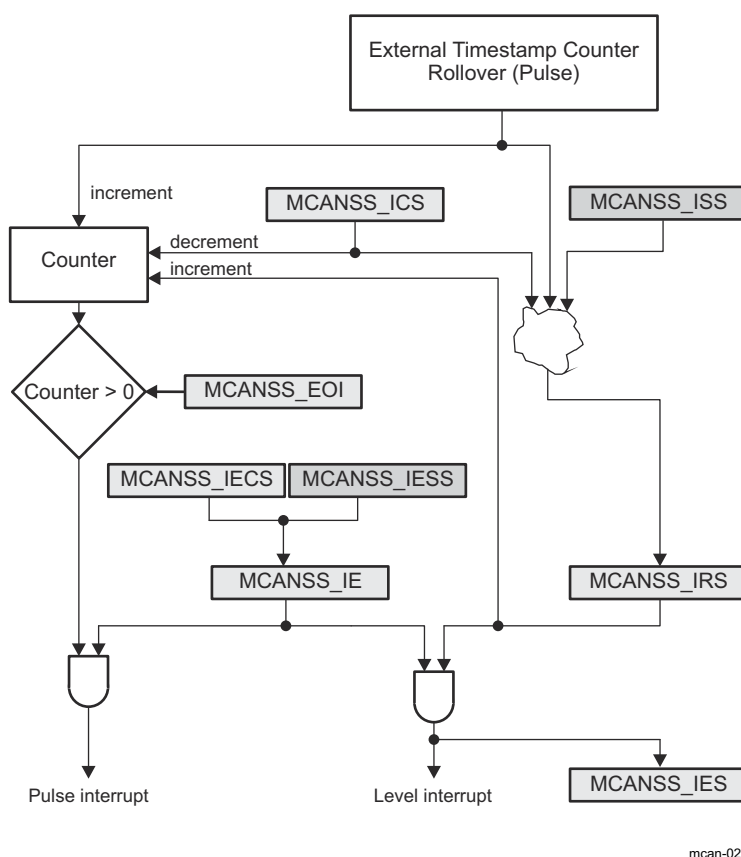 External Timestamp Counter
Rollover (Pulse)
increment
MCANSS_ICS
MCANSS_ISS
decrement
increment
Counter
Counter > 0
MCANSS_EOI
MCANSS_IECS
MCANSS_IESS
MCANSS_IE
MCANSS_IRS
Pulse interrupt
Level interrupt
MCANSS_IES
mcan-02